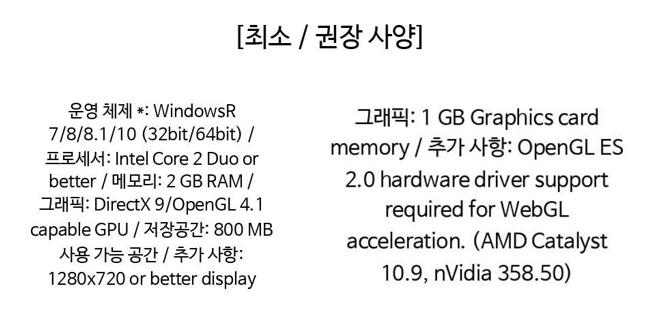 [최소 / 권장 사양]
운영 체제 *: WindowsR
7/8/8.1/10 (32bit/64bit) /
프로세서: Intel Core 2 Duo or
better / 메모리: 2 GB RAM /
그래픽: DirectX 9/OpenGL 4.1
capable GPU / 저장공간: 800 MB
사용 가능 공간 / 추가 사항:
1280x720 or better display
그래픽: 1 GB Graphics card
memory / 추가 사항: OpenGL ES
2.0 hardware driver support
required for WebGL
acceleration. (AMD Catalyst
10.9, nVidia 358.50)